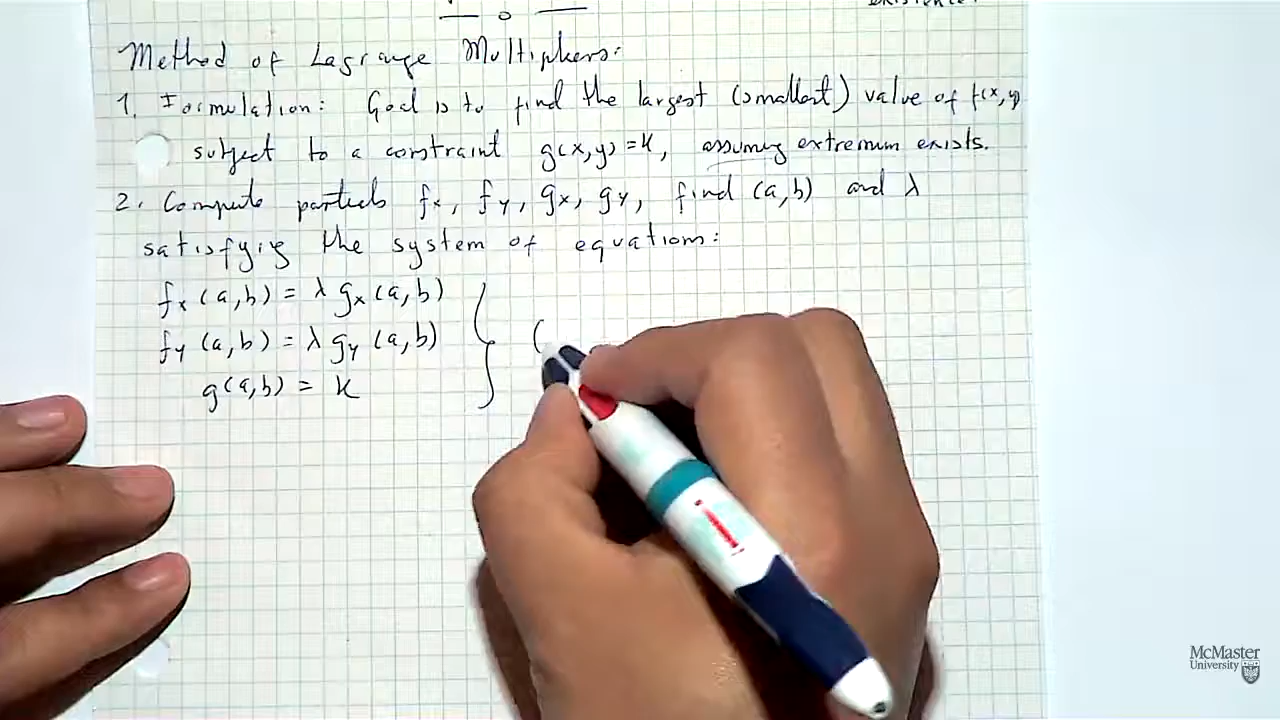 existence.
Method of Lagrange Multipliers:
1. Formulation: Goal is to find the largest (smallest) value of f(x,y)
subject to a constraint g(x,y)=k, assuming extremum exists.
2. Compute partials fx, fy, gx, gy, find (a,b) and λ
satisfying the system of equations:
fx(a,b) = λ gx(a,b)
fy(a,b) = λ gy(a,b)
g(a,b) = k
(
McMaster
University